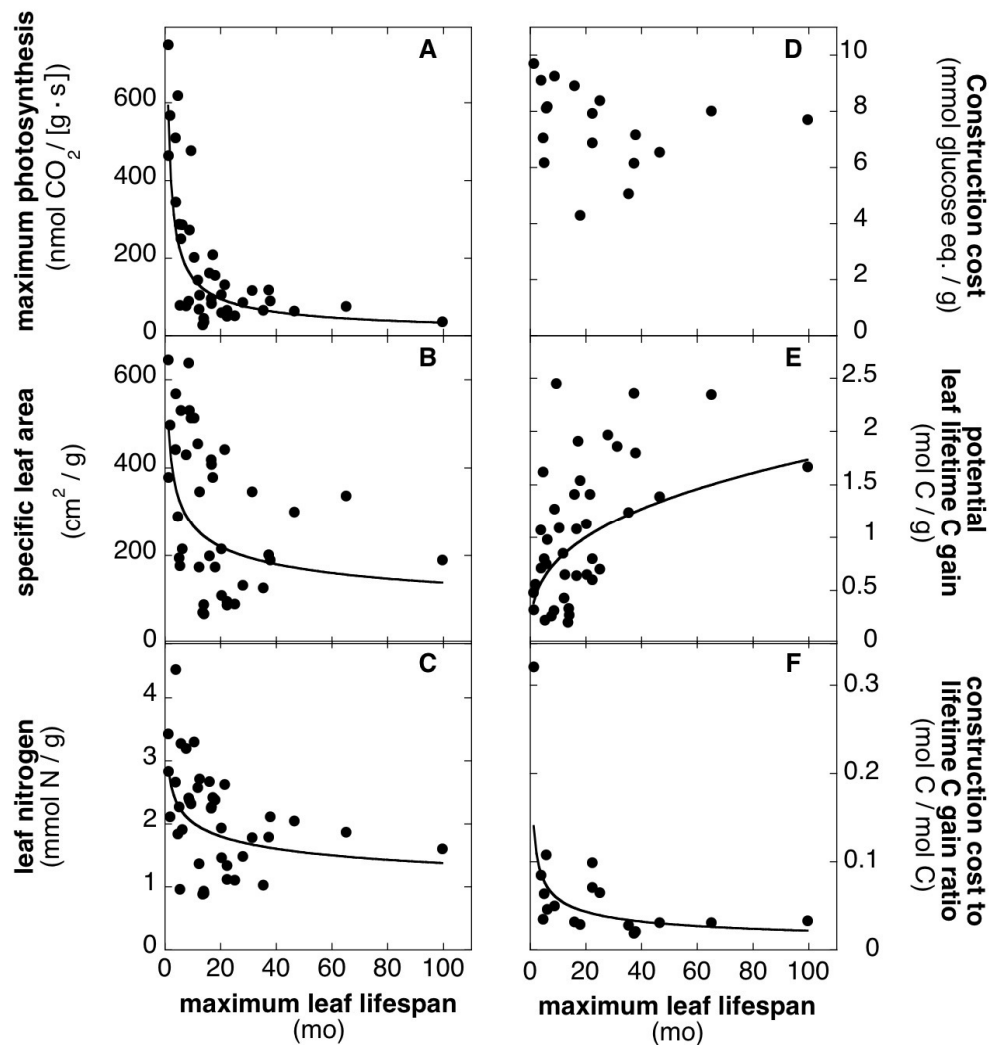 maximum photosynthesis
(nmol CO2 / [g · s])
600
400
200
0
A
specific leaf area
(cm2 / g)
600
400
200
0
B
leaf nitrogen
(mmol N / g)
4
3
2
1
0
C
0 20 40 60 80 100
maximum leaf lifespan
(mo)
D
10
8
6
4
2
0
Construction cost
(mmol glucose eq. / g)
E
2.5
2
1.5
1
0.5
0
potential
leaf lifetime C gain
(mol C / g)
F
0.3
0.2
0.1
0
construction cost to
lifetime C gain ratio
(mol C / mol C)
0 20 40 60 80 100
maximum leaf lifespan
(mo)